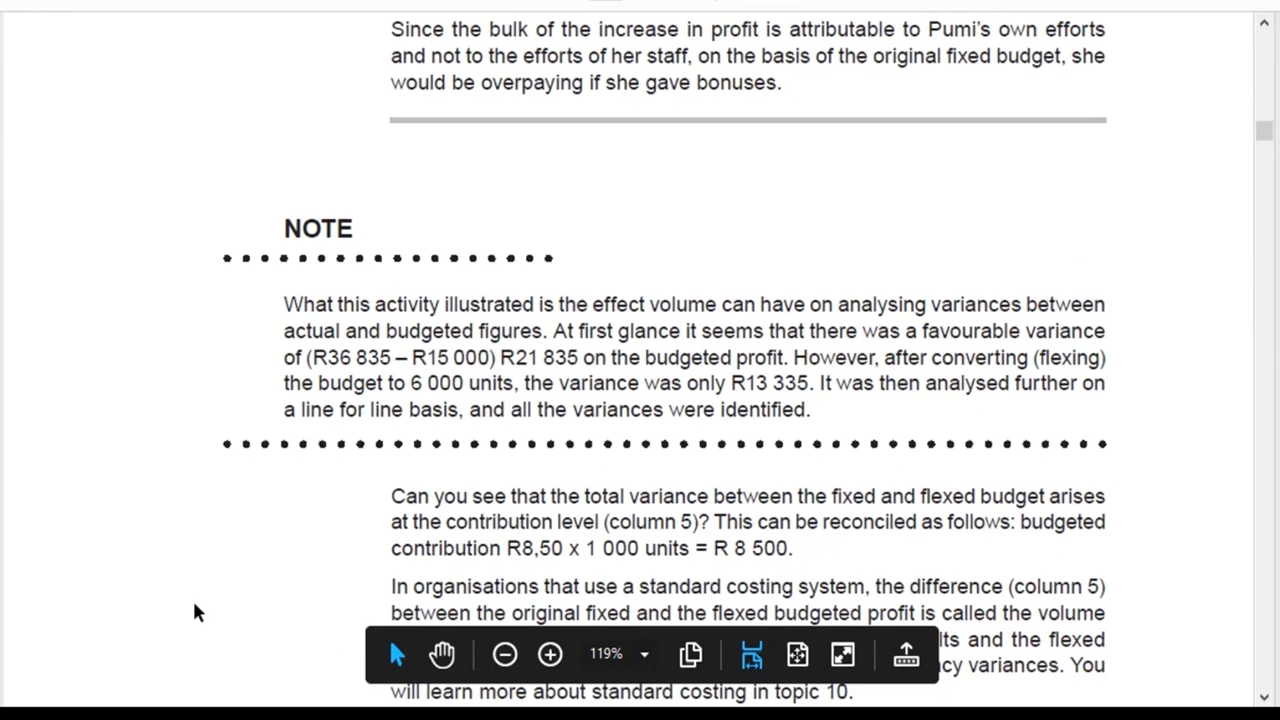 Since the bulk of the increase in profit is attributable to Pumi's own efforts
and not to the efforts of her staff, on the basis of the original fixed budget, she
would be overpaying if she gave bonuses.
NOTE
What this activity illustrated is the effect volume can have on analysing variances between
actual and budgeted figures. At first glance it seems that there was a favourable variance
of (R36 835 – R15 000) R21 835 on the budgeted profit. However, after converting (flexing)
the budget to 6 000 units, the variance was only R13 335. It was then analysed further on
a line for line basis, and all the variances were identified.
Can you see that the total variance between the fixed and flexed budget arises
at the contribution level (column 5)? This can be reconciled as follows: budgeted
contribution R8,50 x 1 000 units = R 8 500.
In organisations that use a standard costing system, the difference (column 5)
between the original fixed and the flexed budgeted profit is called the volume
and the flexed
variances. You
will learn more about standard costing in topic 10.
119%